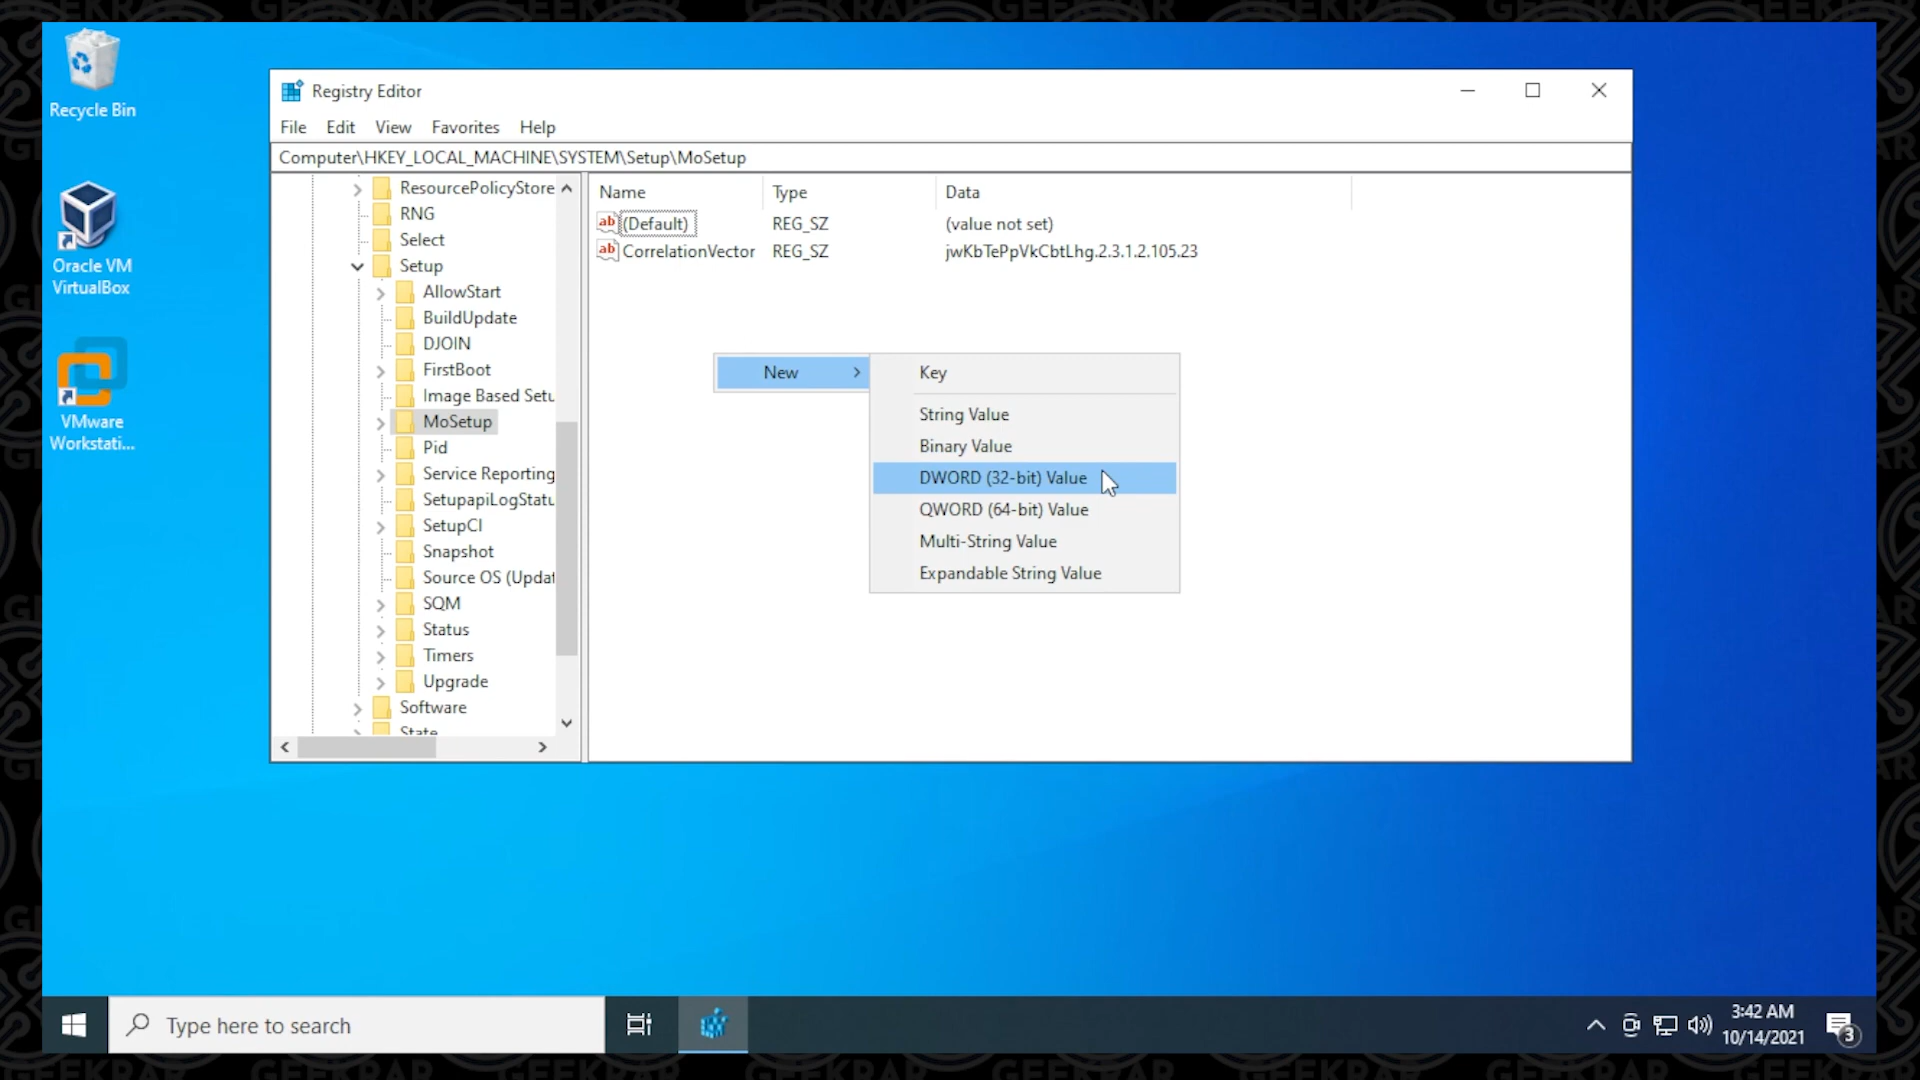 Recycle Bin
Oracle VM
VirtualBox
VMware
Workstati...
Registry Editor
File Edit View Favorites Help
Computer\HKEY_LOCAL_MACHINE\SYSTEM\Setup\MoSetup
ResourcePolicyStore
RNG
Select
Setup
AllowStart
BuildUpdate
DJOIN
FirstBoot
Image Based Setu
MoSetup
Pid
Service Reporting
SetupapiLogStatu
SetupCl
Snapshot
Source OS (Updat
SQM
Status
Timers
Upgrade
Software
State
Name Type Data
(Default) REG_SZ (value not set)
CorrelationVector REG_SZ jwKbTePpVkCbtLhg.2.3.1.2.105.23
New
Key
String Value
Binary Value
DWORD (32-bit) Value
QWORD (64-bit) Value
Multi-String Value
Expandable String Value
Type here to search
3:42 AM
10/14/2021
3